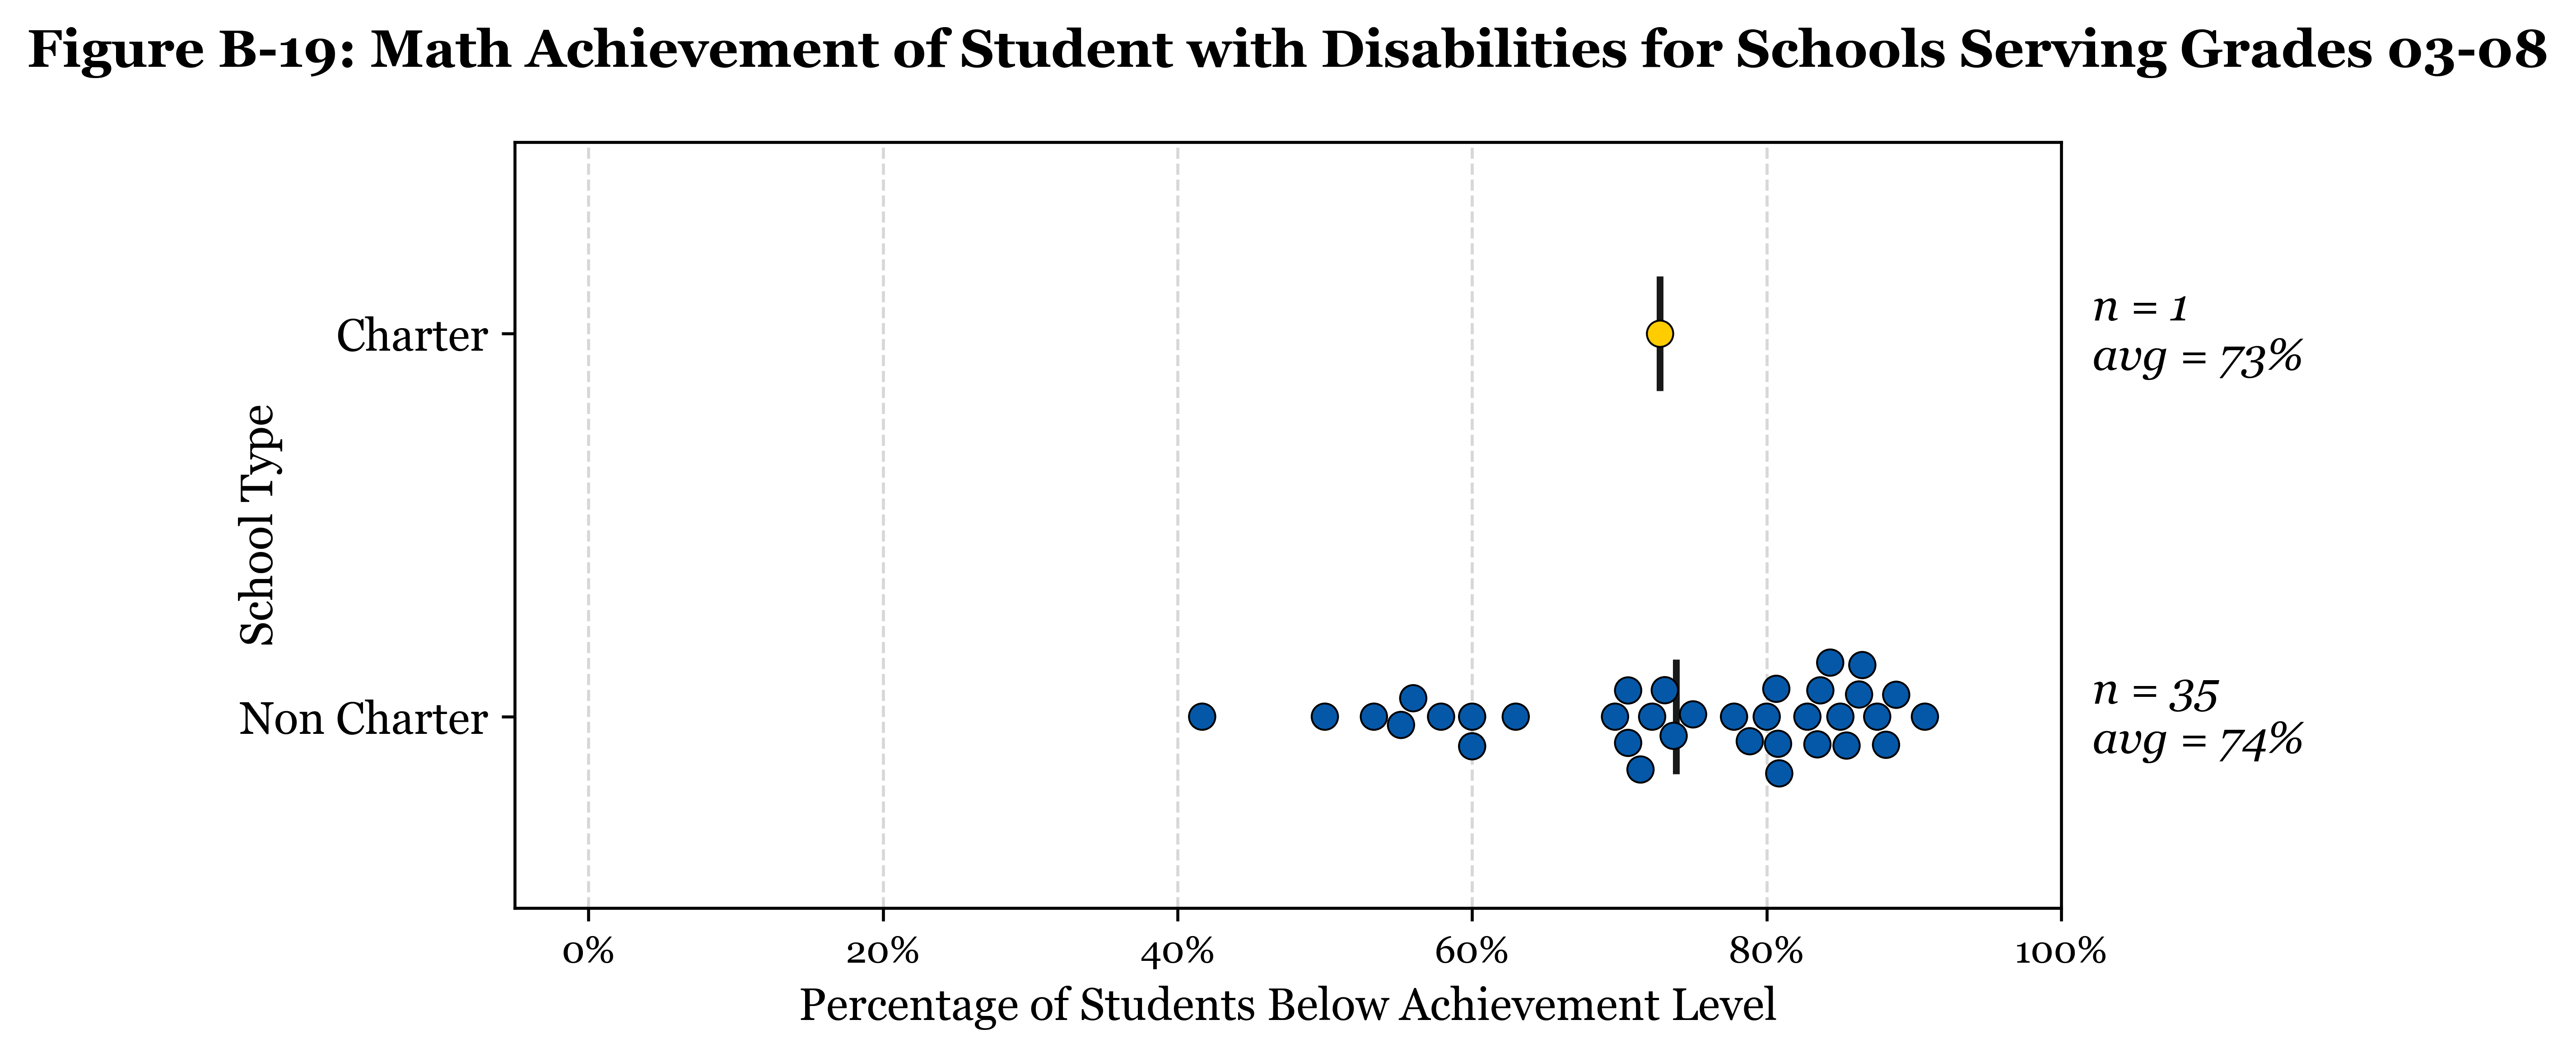 Figure B-19: Math Achievement of Student with Disabilities for Schools Serving Grades 03-08
Charter
n = 1
avg = 73%
School Type
Non Charter
n = 35
avg = 74%
0%
20%
40%
60%
80%
100%
Percentage of Students Below Achievement Level